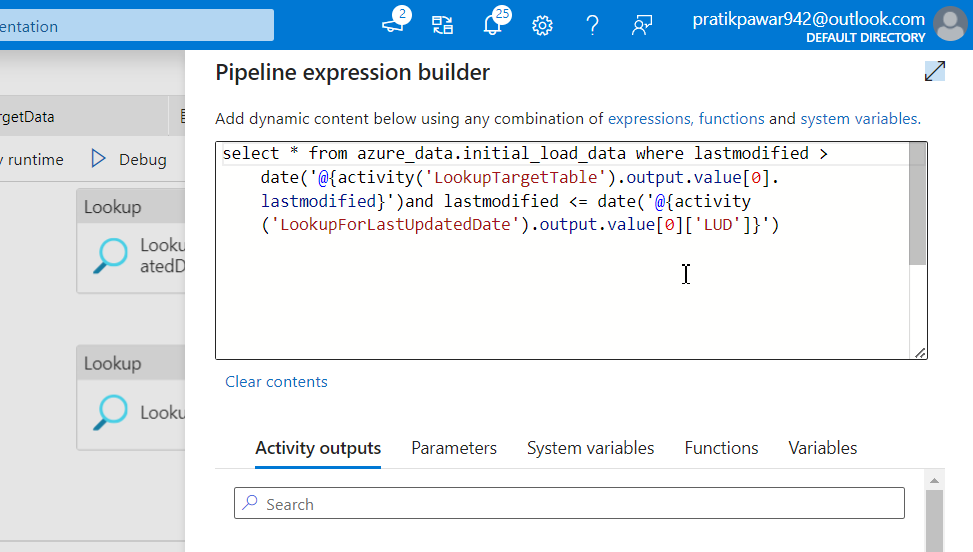 entation
2
25
pratikpawar942@outlook.com
DEFAULT DIRECTORY
Pipeline expression builder
Add dynamic content below using any combination of expressions, functions and system variables.
select * from azure_data.initial_load_data where lastmodified >
date('@{activity('LookupTargetTable').output.value[0].
lastmodified}')and lastmodified <= date('@{activity
('LookupForLastUpdatedDate').output.value[0]['LUD']}')
Clear contents
Activity outputs Parameters System variables Functions Variables
Search
rgetData
y runtime Debug
Lookup
Looku
atedD
Lookup
Looku